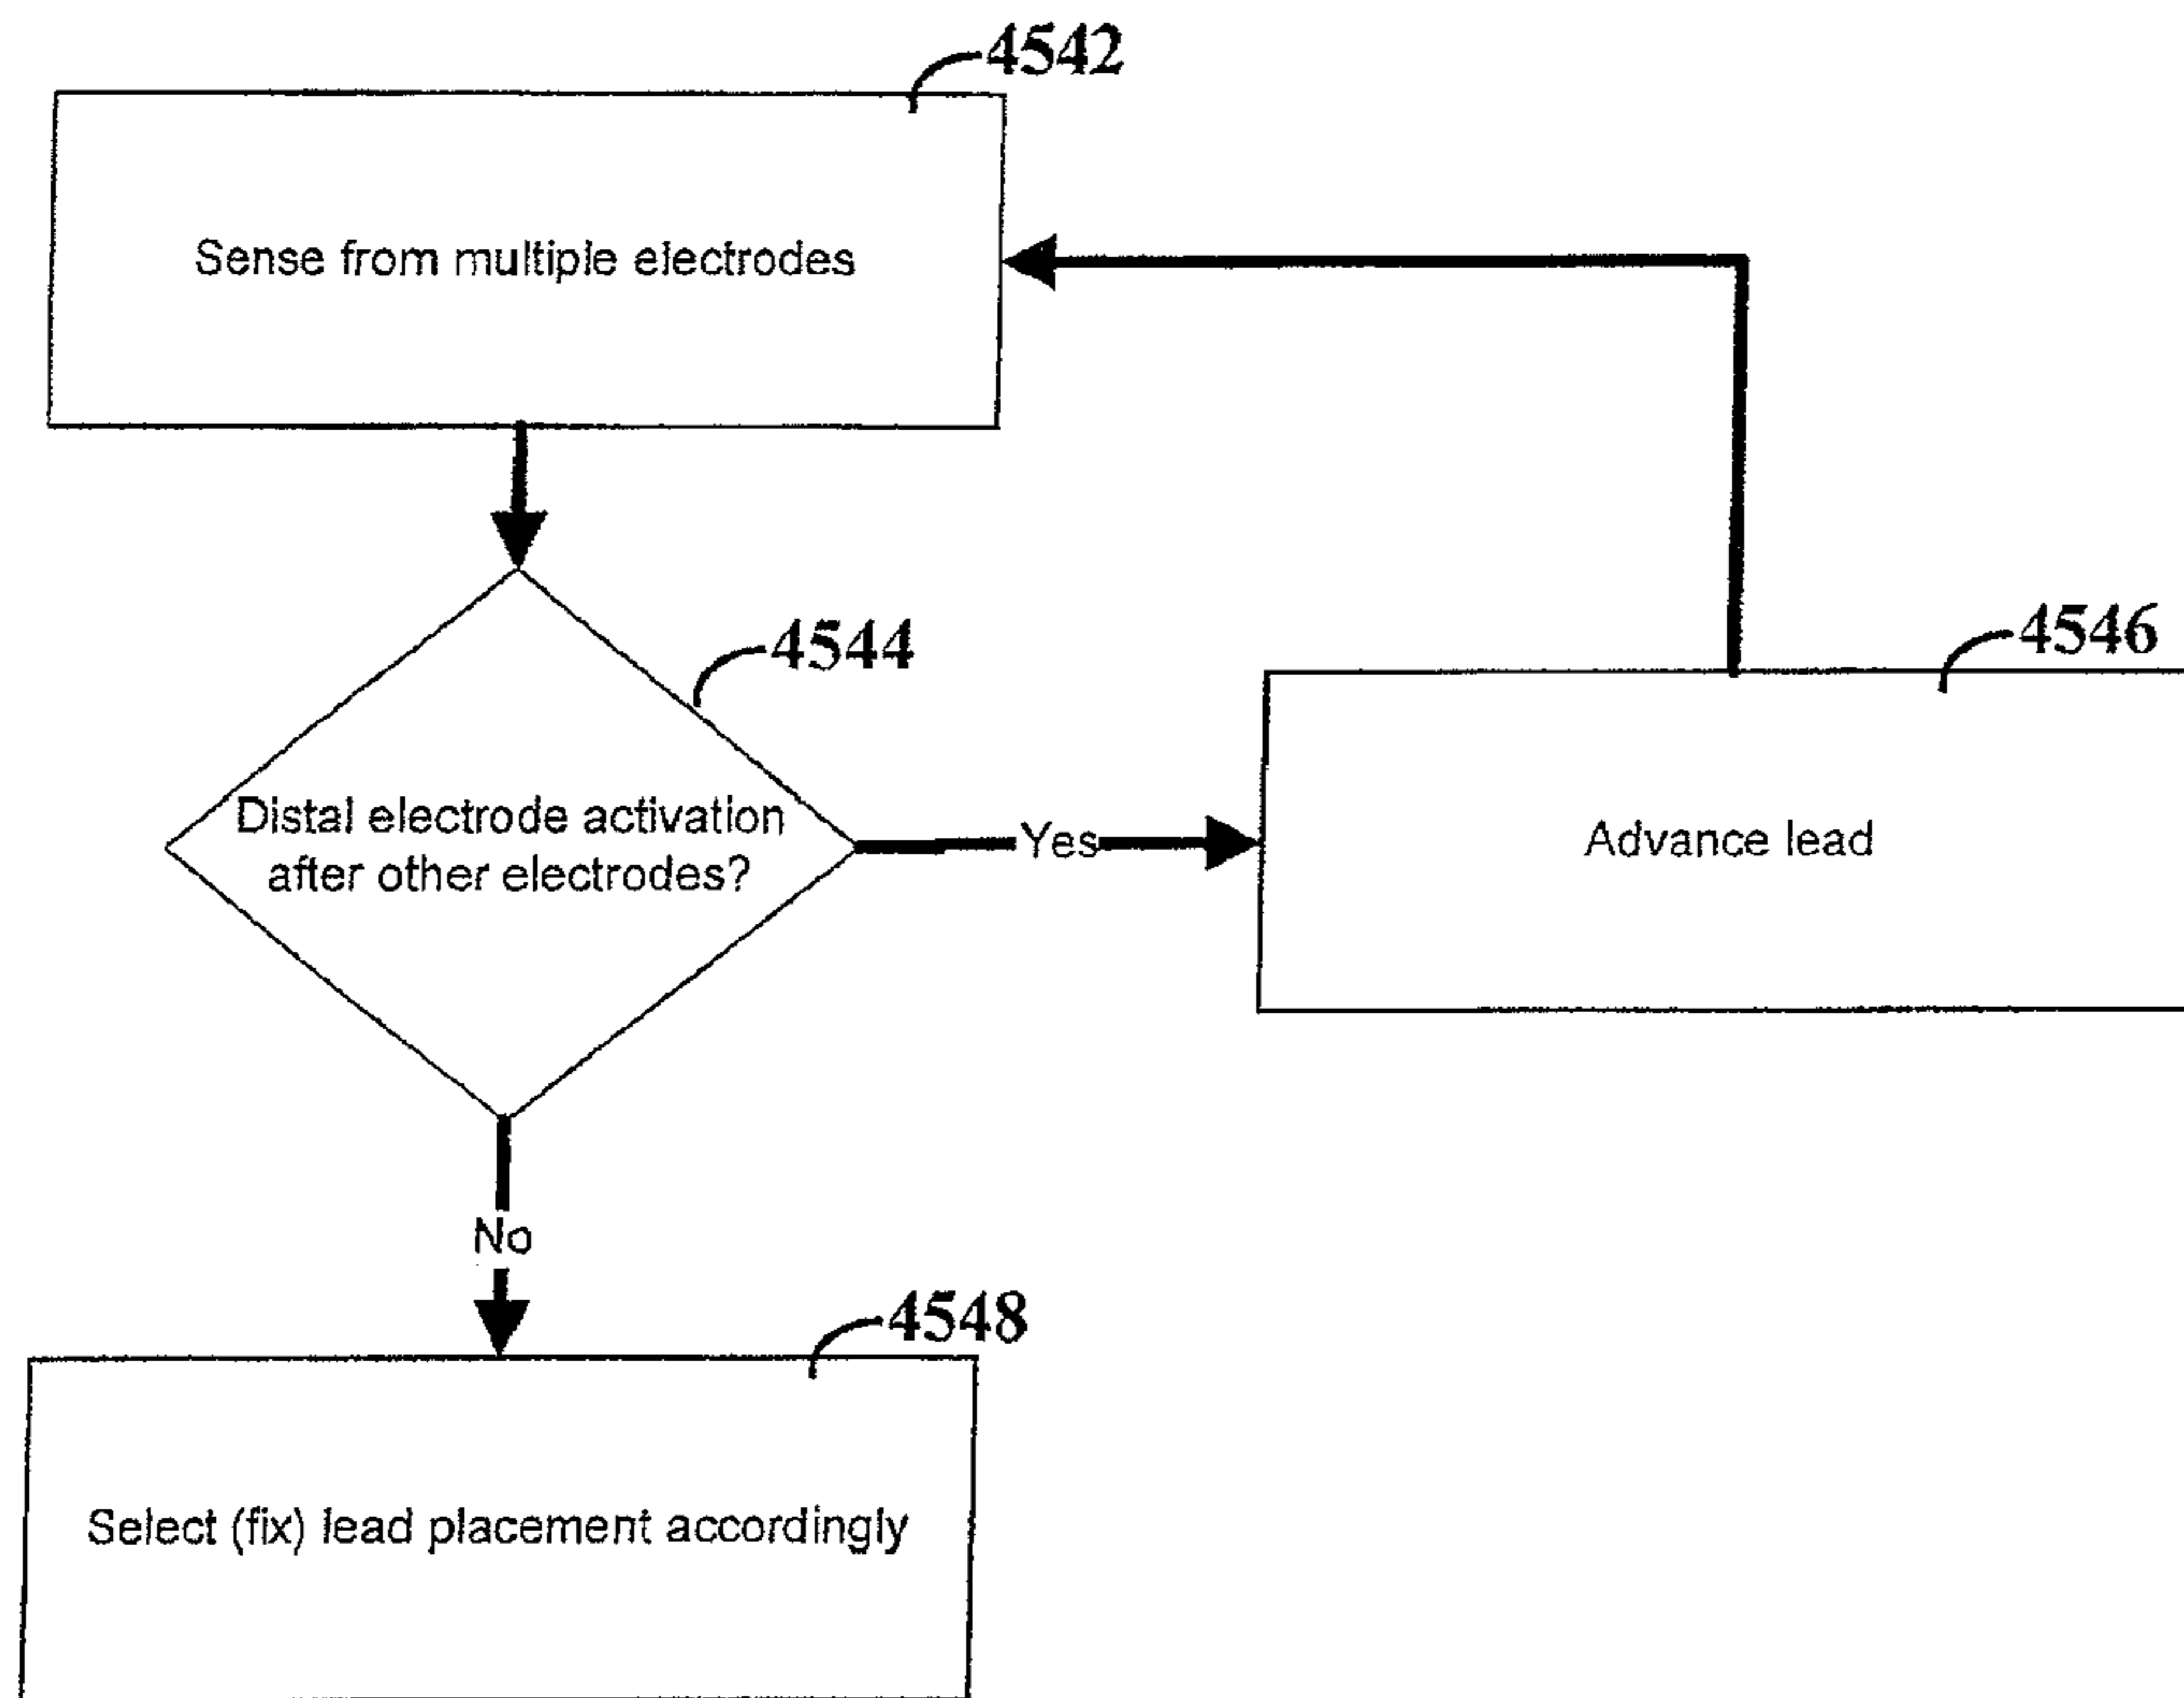 4542
Sense from multiple electrodes
4544
Distal electrode activation
after other electrodes?
Yes
4546
Advance lead
No
4548
Select (fix) lead placement accordingly